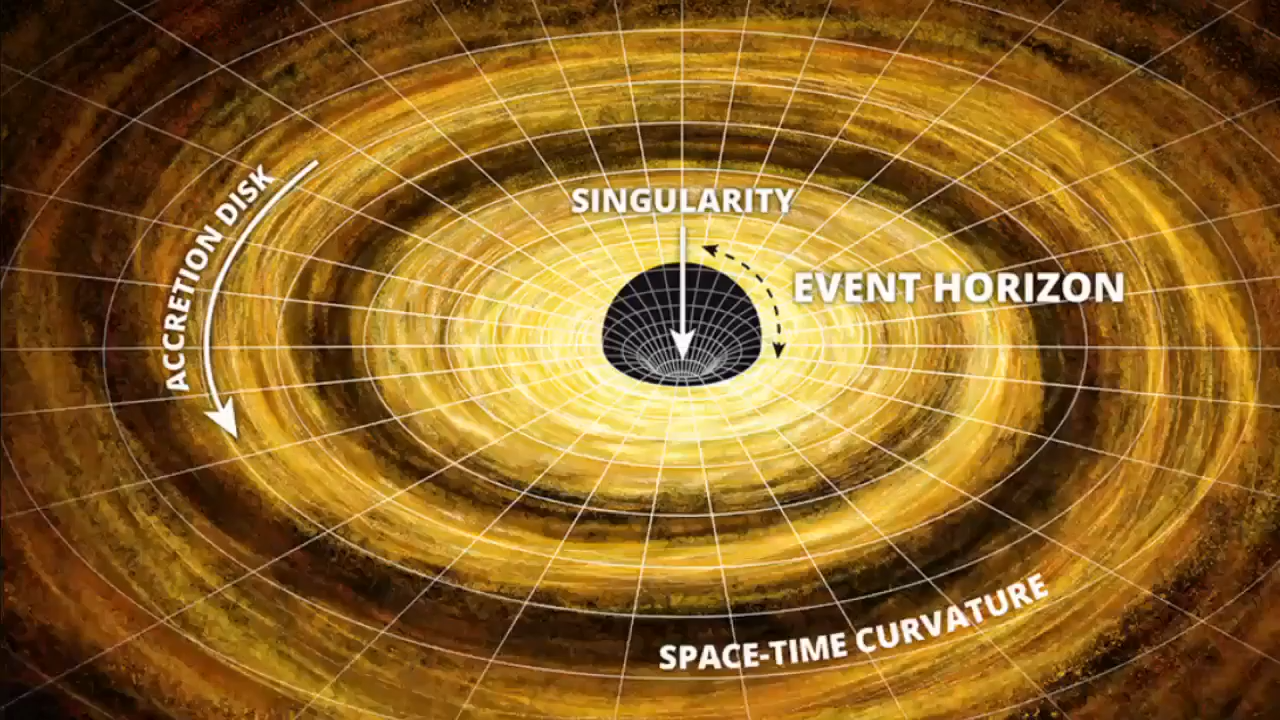 ACCRETION DISK
SINGULARITY
EVENT HORIZON
SPACE-TIME CURVATURE